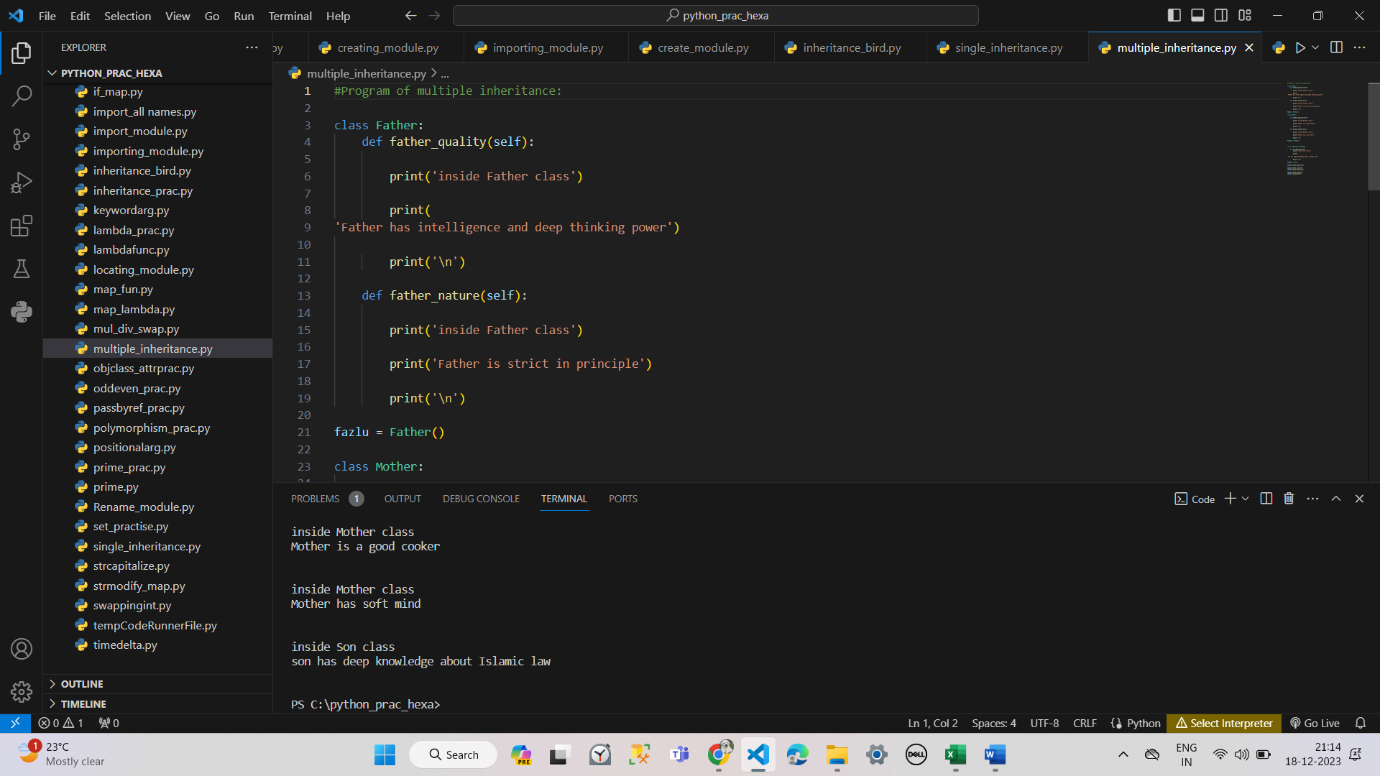 File Edit Selection View Go Run Terminal Help
python_prac_hexa
EXPLORER
py
creating_module.py
importing_module.py
create_module.py
inheritance_bird.py
single_inheritance.py
multiple_inheritance.py
PYTHON_PRAC_HEXA
if_map.py
import_all names.py
import_module.py
importing_module.py
inheritance_bird.py
inheritance_prac.py
keywordarg.py
lambda_prac.py
lambdafunc.py
locating_module.py
map_fun.py
map_lambda.py
mul_div_swap.py
multiple_inheritance.py
objclass_attrprac.py
oddeven_prac.py
passbyref_prac.py
polymorphism_prac.py
positionalarg.py
prime_prac.py
prime.py
Rename_module.py
set_practise.py
single_inheritance.py
strcapitalize.py
strmodify_map.py
swappingint.py
tempCodeRunnerFile.py
timedelta.py
OUTLINE
TIMELINE
multiple_inheritance.py > ...
1 #Program of multiple inheritance:
2
3 class Father:
4 def father_quality(self):
5
6 print('inside Father class')
7
8 print(
9 'Father has intelligence and deep thinking power')
10
11 print('\n')
12
13 def father_nature(self):
14
15 print('inside Father class')
16
17 print('Father is strict in principle')
18
19 print('\n')
20
21 fazlu = Father()
22
23 class Mother:
PROBLEMS 1 OUTPUT DEBUG CONSOLE TERMINAL PORTS
Code
inside Mother class
Mother is a good cooker
inside Mother class
Mother has soft mind
inside Son class
son has deep knowledge about Islamic law
PS C:\python_prac_hexa>
0 1 0
Ln 1, Col 2 Spaces: 4 UTF-8 CRLF Python Select Interpreter Go Live
1
23°C
Mostly clear
Search
PRE
DELL
ENG
IN
21:14
18-12-2023